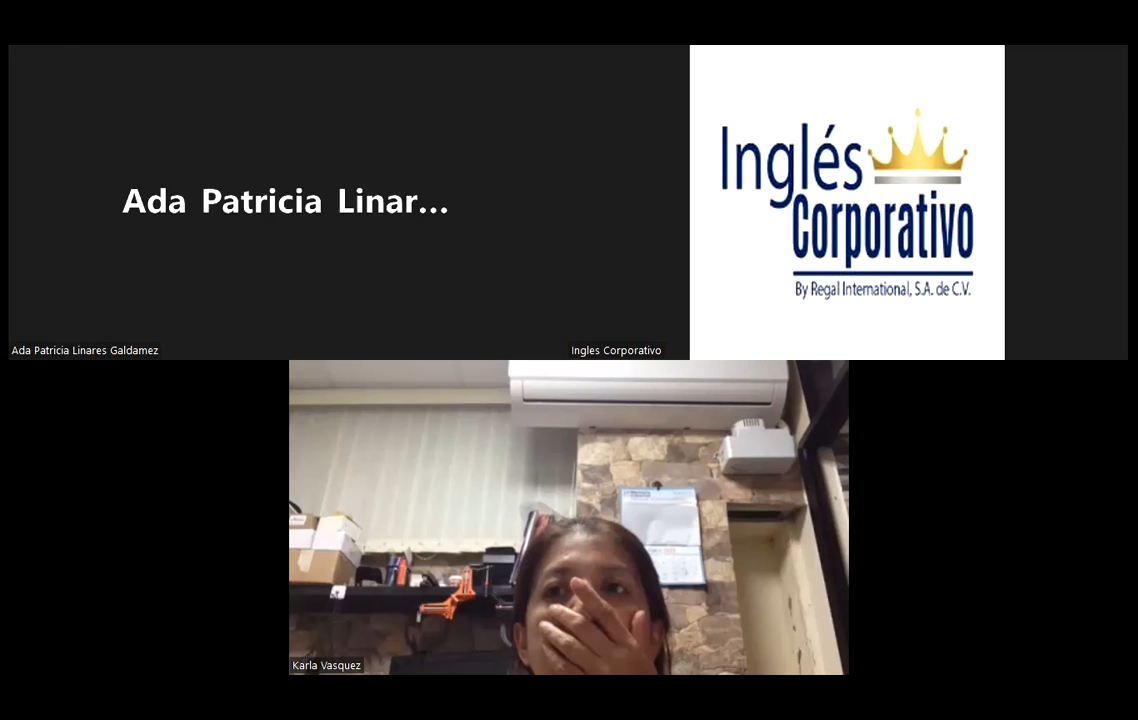 Ada Patricia Linar...
Ada Patricia Linares Galdamez
Inglés
Corporativo
By Regal International, S.A. de C.V.
Ingles Corporativo
Karla Vasquez